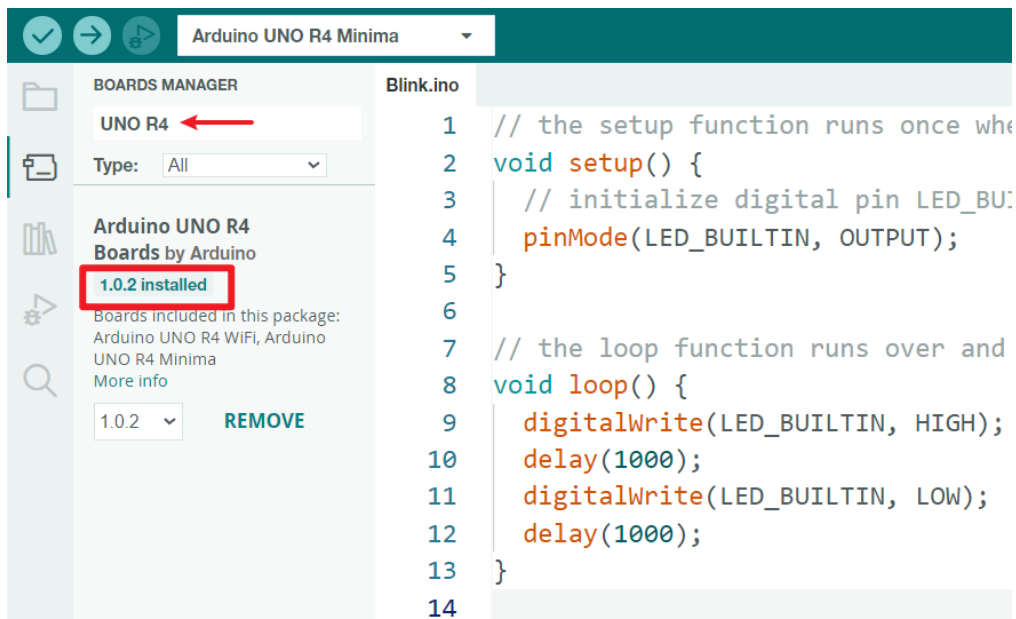 Arduino UNO R4 Minima
BOARDS MANAGER
UNO R4
Type: All
Arduino UNO R4
Boards by Arduino
1.0.2 installed
Boards included in this package:
Arduino UNO R4 WiFi, Arduino
UNO R4 Minima
More info
1.0.2 REMOVE
Blink.ino
1 // the setup function runs once whe
2 void setup() {
3 // initialize digital pin LED_BUI
4 pinMode(LED_BUILTIN, OUTPUT);
5 }
6
7 // the loop function runs over and
8 void loop() {
9 digitalWrite(LED_BUILTIN, HIGH);
10 delay(1000);
11 digitalWrite(LED_BUILTIN, LOW);
12 delay(1000);
13 }
14